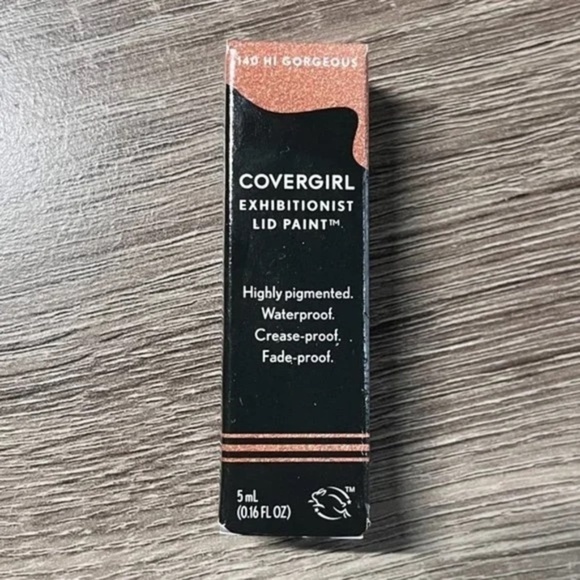 140 HI GORGEOUS
COVERGIRL
EXHIBITIONIST
LID PAINT™
Highly pigmented.
Waterproof.
Crease-proof.
Fade-proof.
5 mL
(0.16 FL OZ)
™